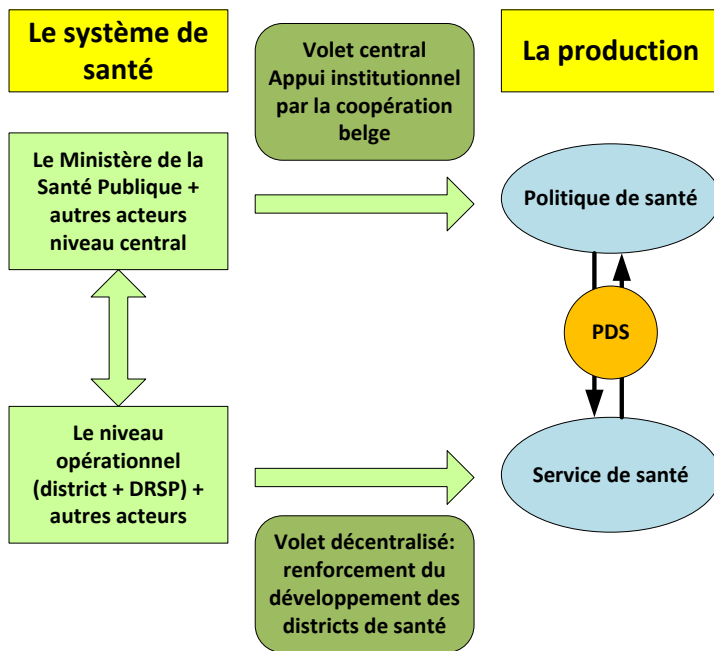 Le système de
santé
Volet central
Appui institutionnel
par la coopération
belge
La production
Le Ministère de la
Santé Publique +
autres acteurs
niveau central
Politique de santé
PDS
Le niveau
opérationnel
(district + DRSP) +
autres acteurs
Service de santé
Volet décentralisé:
renforcement du
développement des
districts de santé